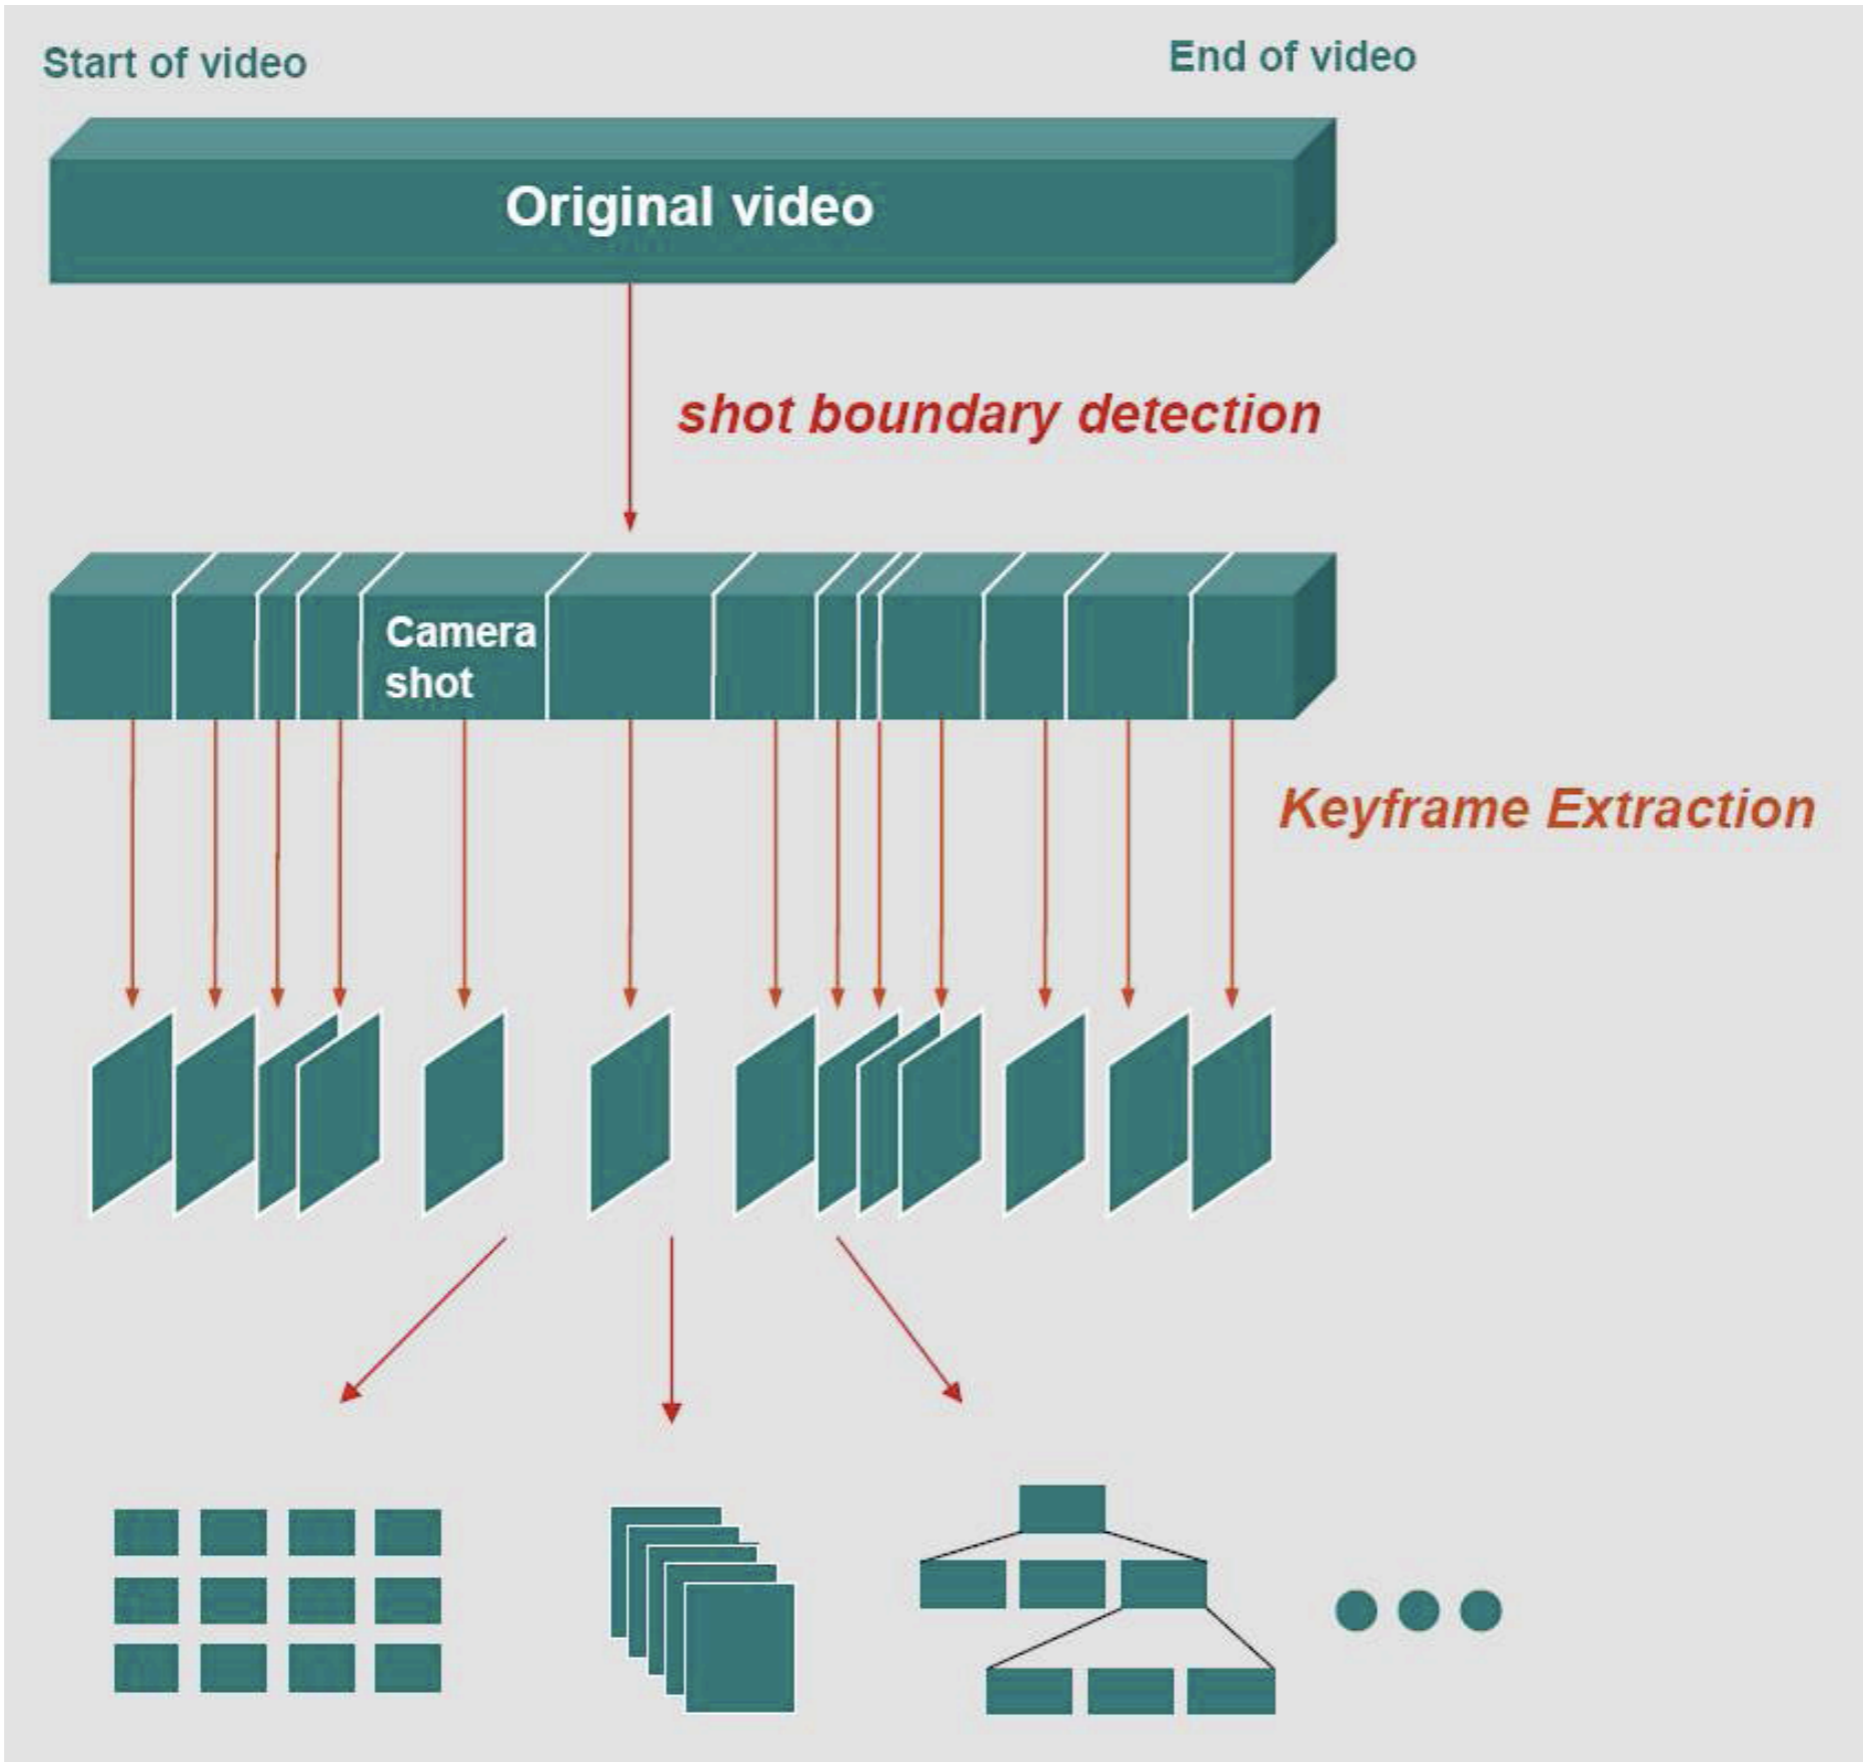 Start of video
End of video
Original video
shot boundary detection
Camera
shot
Keyframe Extraction